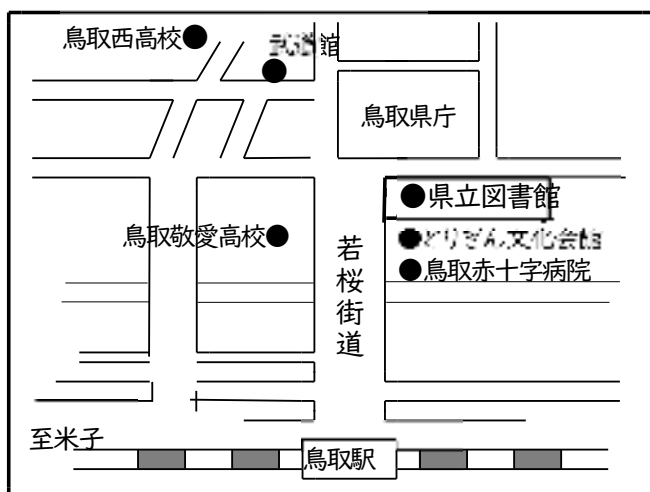 鳥取西高校●
館
鳥取県庁
●県立図書館
鳥取敬愛高校●
●とりぎん文化会館
●鳥取赤十字病院
若桜街道
至米子
鳥取駅